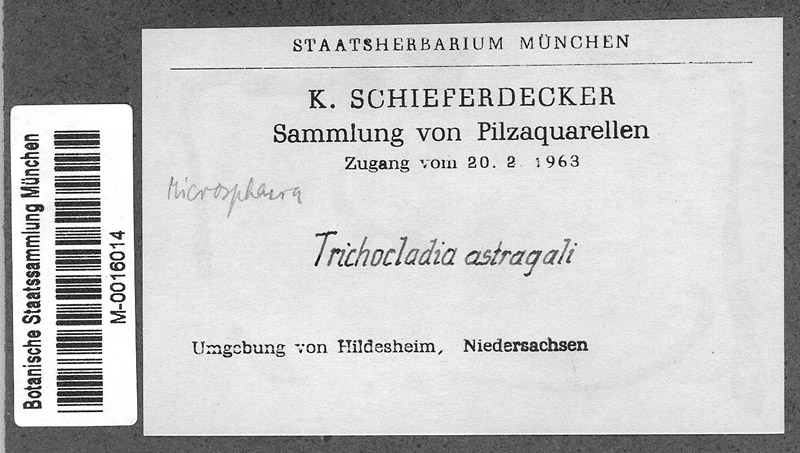 STAATSHERBARIUM MÜNCHEN
K. SCHIEFERDECKER
Sammlung von Pilzaquarellen
Zugang vom 20. 2 1963
Microsphaera
Trichocladia astragali
Umgebung von Hildesheim, Niedersachsen
Botanische Staatssammlung München
M-0016014